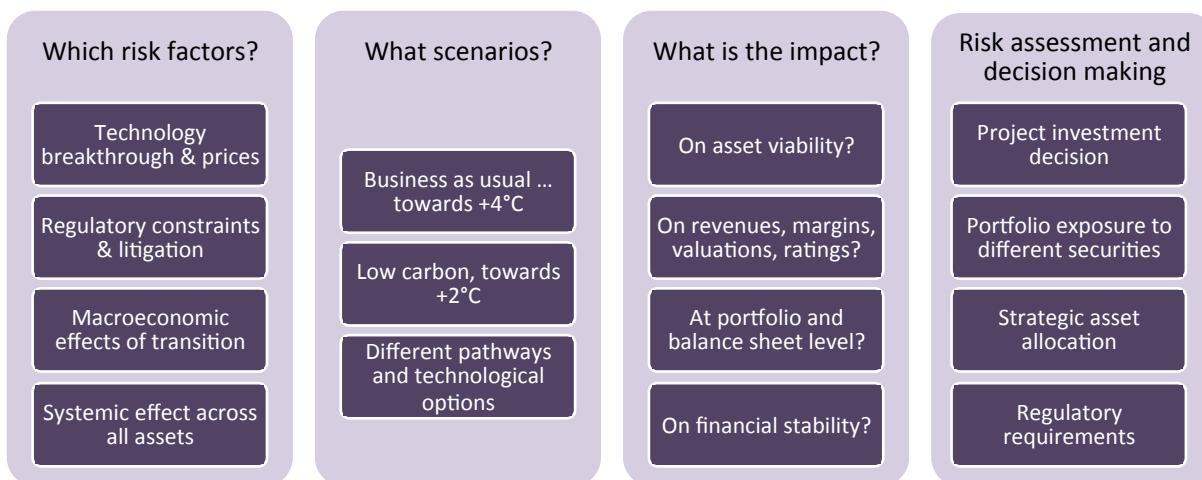 Which risk factors?
Technology
breakthrough & prices
Regulatory constraints
& litigation
Macroeconomic
effects of transition
Systemic effect across
all assets
What scenarios?
Business as usual ...
towards +4°C
Low carbon, towards
+2°C
Different pathways
and technological
options
What is the impact?
On asset viability?
On revenues, margins,
valuations, ratings?
At portfolio and
balance sheet level?
On financial stability?
Risk assessment and
decision making
Project investment
decision
Portfolio exposure to
different securities
Strategic asset
allocation
Regulatory
requirements